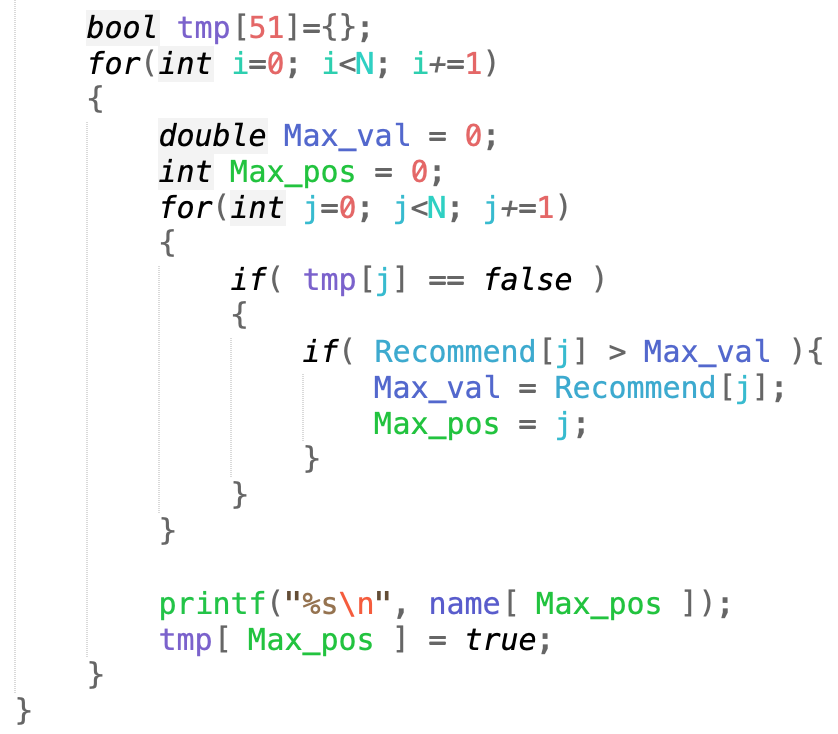 bool tmp[51]={};
for(int i=0; i<N; i+=1)
{
double Max_val = 0;
int Max_pos = 0;
for(int j=0; j<N; j+=1)
{
if( tmp[j] == false )
{
if( Recommend[j] > Max_val ){
Max_val = Recommend[j];
Max_pos = j;
}
}
}
printf("%s\n", name[ Max_pos ]);
tmp[ Max_pos ] = true;
}
}